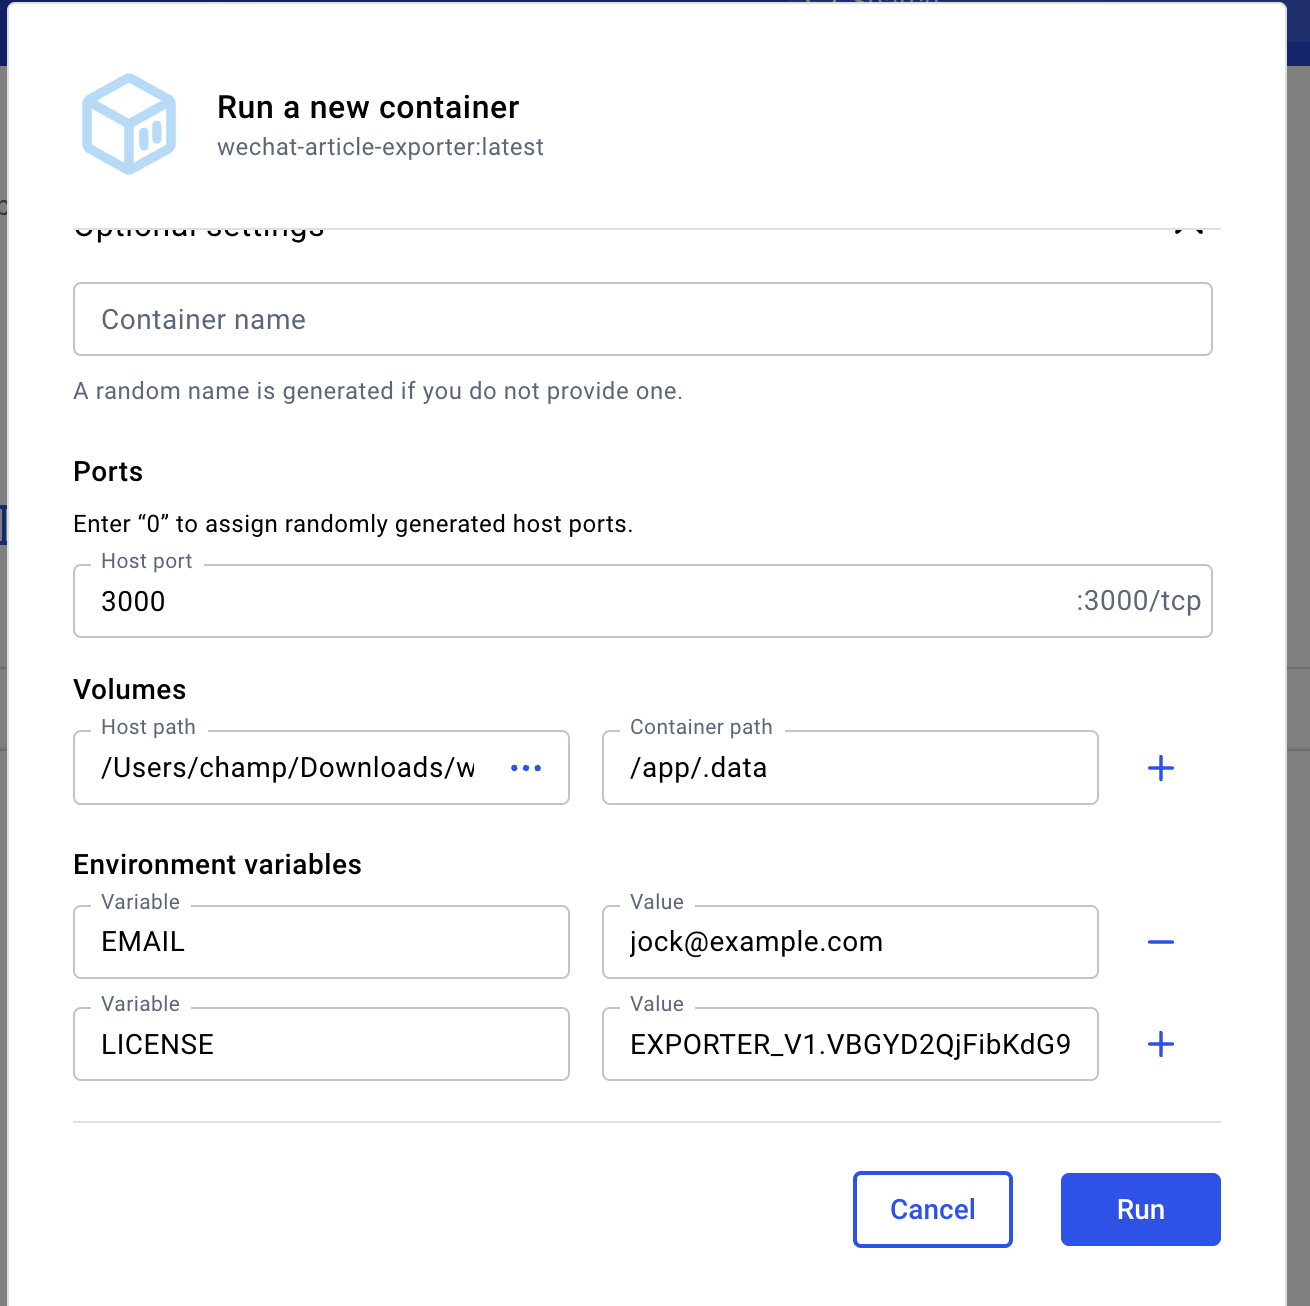 Run a new container
wechat-article-exporter:latest
Optional settings
Container name
A random name is generated if you do not provide one.
Ports
Enter “0” to assign randomly generated host ports.
Host port
3000 :3000/tcp
Volumes
Host path Container path
/Users/champ/Downloads/w ••• /app/.data
Environment variables
Variable Value
EMAIL jock@example.com
Variable Value
LICENSE EXPORTER_V1.VBGYD2QjFibKdG9
Cancel Run